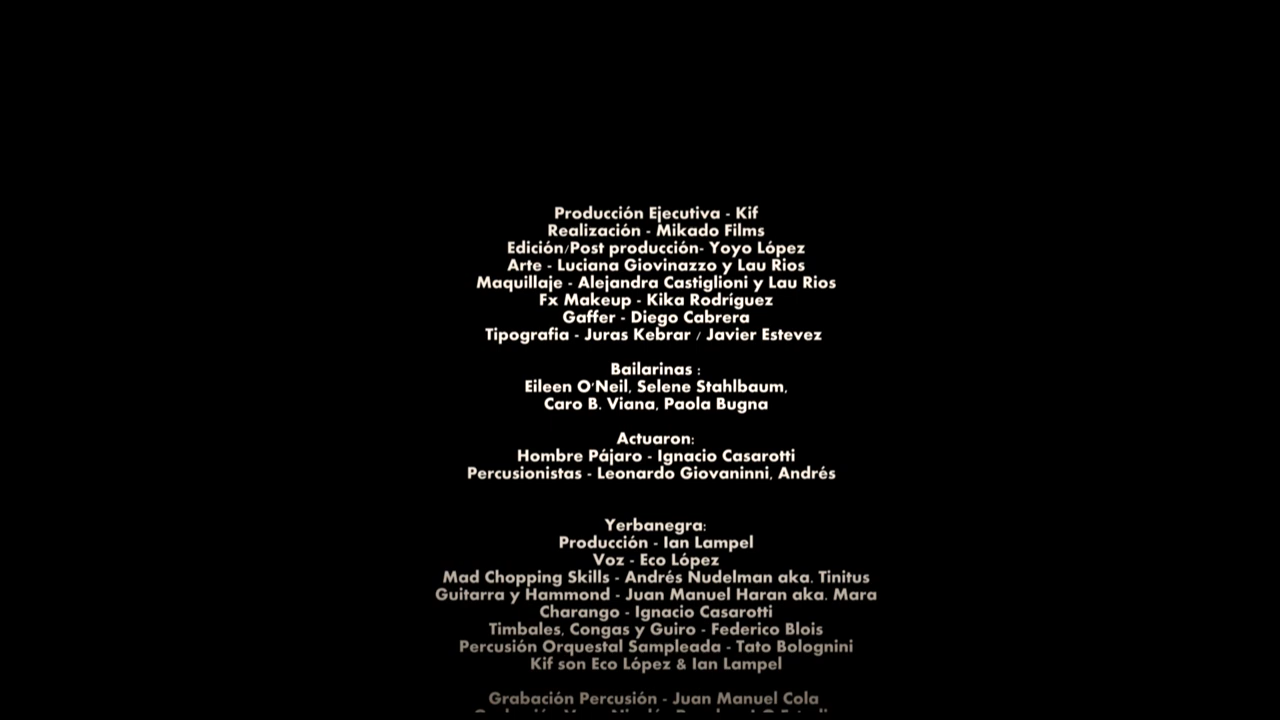 Producción Ejecutiva - Kif
Realización - Mikado Films
Edición/Post producción- Yoyo López
Arte - Luciana Giovinazzo y Lau Rios
Maquillaje - Alejandra Castiglioni y Lau Rios
Fx Makeup - Kika Rodríguez
Gaffer - Diego Cabrera
Tipografia - Juras Kebrar / Javier Estevez
Bailarinas :
Eileen O'Neil, Selene Stahlbaum,
Caro B. Viana, Paola Bugna
Actuaron:
Hombre Pájaro - Ignacio Casarotti
Percusionistas - Leonardo Giovaninni, Andrés
Yerbanegra:
Producción - Ian Lampel
Voz - Eco López
Mad Chopping Skills - Andrés Nudelman aka. Tinitus
Guitarra y Hammond - Juan Manuel Haran aka. Mara
Charango - Ignacio Casarotti
Timbales, Congas y Guiro - Federico Blois
Percusión Orquestal Sampleada - Tato Bolognini
Kif son Eco López & Ian Lampel
Grabación Percusión - Juan Manuel Cola